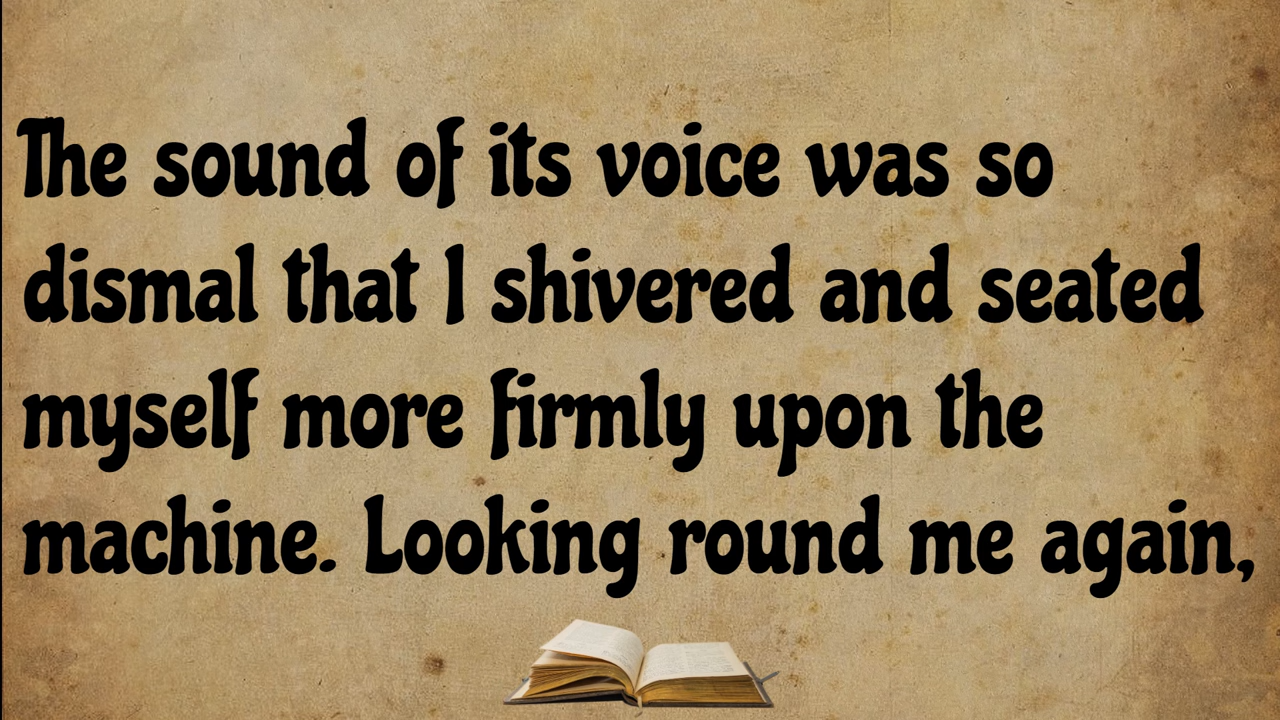 The sound of its voice was so
dismal that I shivered and seated
myself more firmly upon the
machine. Looking round me again,